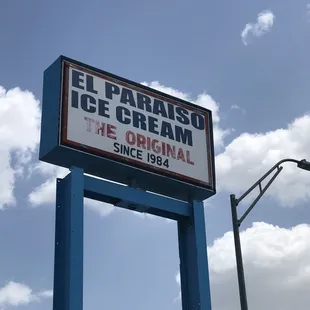 EL PARAISO
ICE CREAM
THE ORIGINAL
SINCE 1984